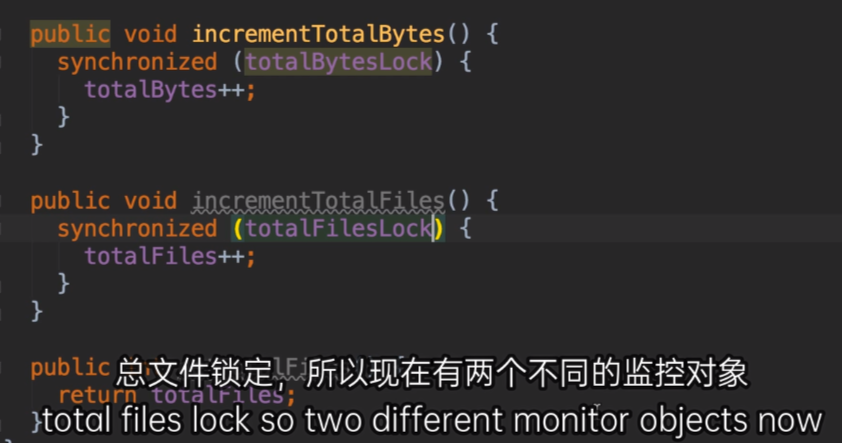 public void incrementTotalBytes() {
synchronized (totalBytesLock) {
totalBytes++;
}
}
public void incrementTotalFiles() {
synchronized (totalFilesLock) {
totalFiles++;
}
}
public
总文件锁定，所以现在有两个不同的监控对象
return totalFiles;
}
total files lock so two different monitor objects now